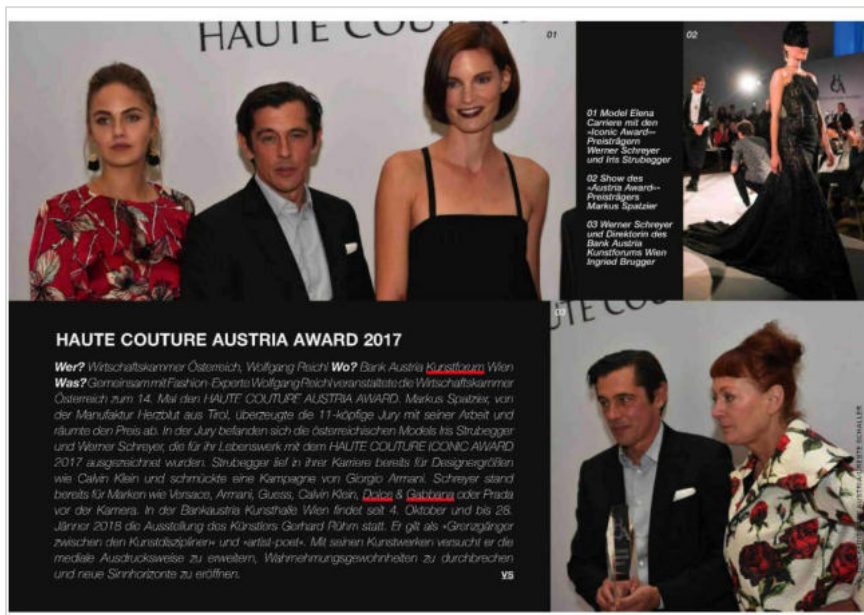 HAUTE COU
01
02
01 Model Elena
Carriere mit den
»Iconic Award«-
Preisträgern
Werner Schreyer
und Iris Strubegger
02 Show des
»Austria Award«-
Preisträgers
Markus Spatzier
03 Werner Schreyer
und Direktorin des
Bank Austria
Kunstforums Wien
Ingried Brugger
UTE COU
03
HAUTE COUTURE AUSTRIA AWARD 2017
Wer? Wirtschaftskammer Österreich, Wolfgang Reichl Wo? Bank Austria Kunstforum Wien
Was? Gemeinsam mit Fashion-Experte Wolfgang Reichl veranstaltete die Wirtschaftskammer
Österreich zum 14. Mal den HAUTE COUTURE AUSTRIA AWARD. Markus Spatzier, von
der Manufaktur Herzblut aus Tirol, überzeugte die 11-köpfige Jury mit seiner Arbeit und
räumte den Preis ab. In der Jury befanden sich die österreichischen Models Iris Strubegger
und Werner Schreyer, die für ihr Lebenswerk mit dem HAUTE COUTURE ICONIC AWARD
2017 ausgezeichnet wurden. Strubegger lief in ihrer Karriere bereits für Designergrößen
wie Calvin Klein und schmückte eine Kampagne von Giorgio Armani. Schreyer stand
bereits für Marken wie Versace, Armani, Guess, Calvin Klein, Dolce & Gabbana oder Prada
vor der Kamera. In der Bankaustria Kunsthalle Wien findet seit 4. Oktober und bis 28.
Jänner 2018 die Ausstellung des Künstlers Gerhard Rühm statt. Er gilt als »Grenzgänger
zwischen den Kunstdisziplinen« und »artist-poet«. Mit seinen Kunstwerken versucht er die
mediale Ausdrucksweise zu erweitern, Wahrnehmungsgewohnheiten zu durchbrechen
und neue Sinnhorizonte zu eröffnen.
VS
SCHALLER